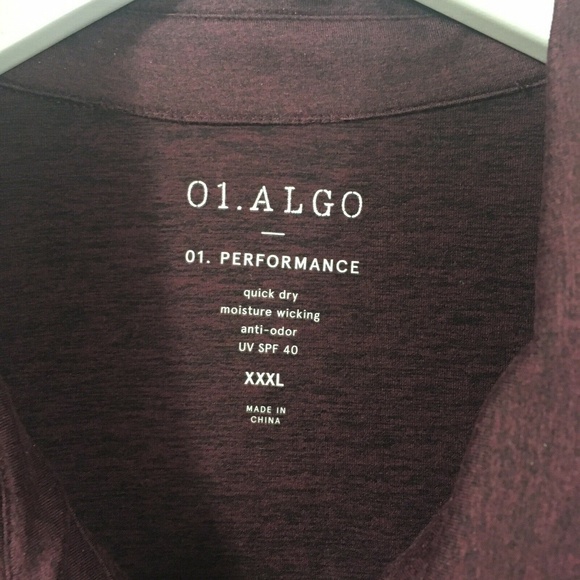 01.ALGO
01. PERFORMANCE
quick dry
moisture wicking
anti-odor
UV SPF 40
XXXL
MADE IN
CHINA